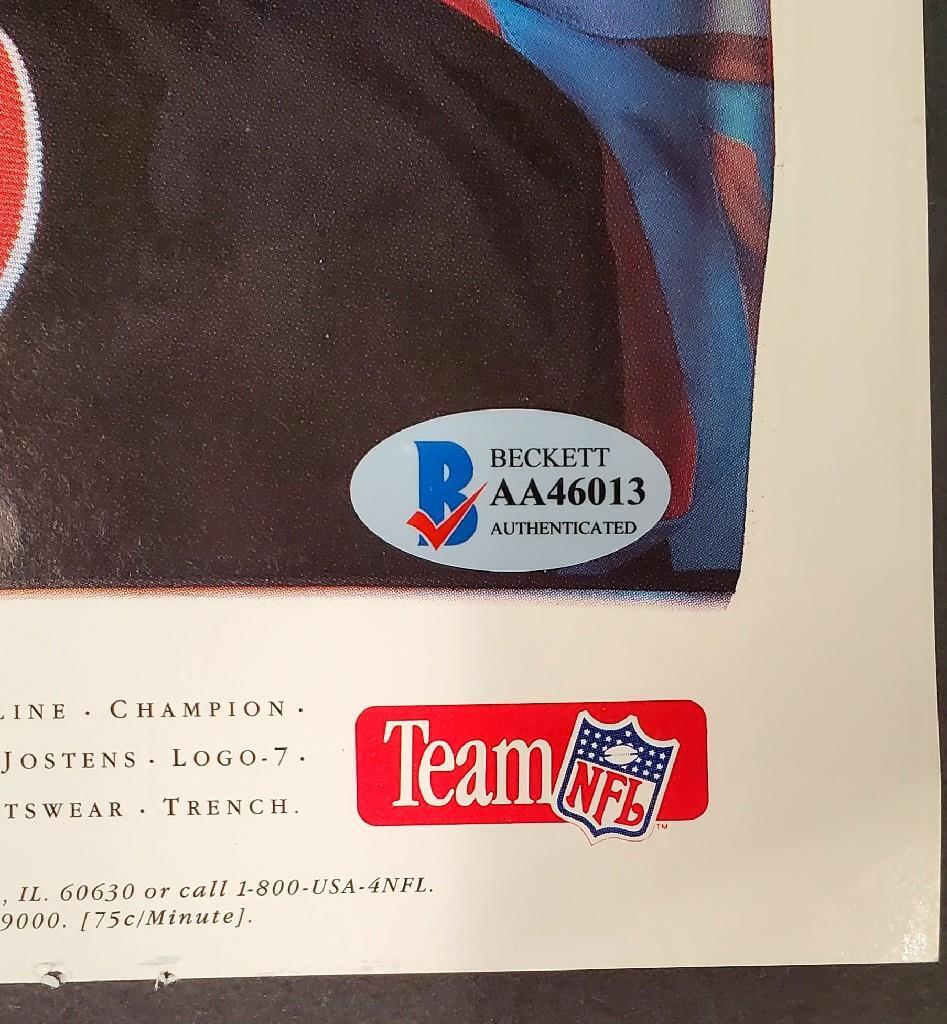 BECKETT
AA46013
AUTHENTICATED
LINE · CHAMPION ·
JOSTENS · LOGO-7 ·
TSWEAR · TRENCH.
Team NFL ™
, IL. 60630 or call 1-800-USA-4NFL.
9000. [75c/Minute].